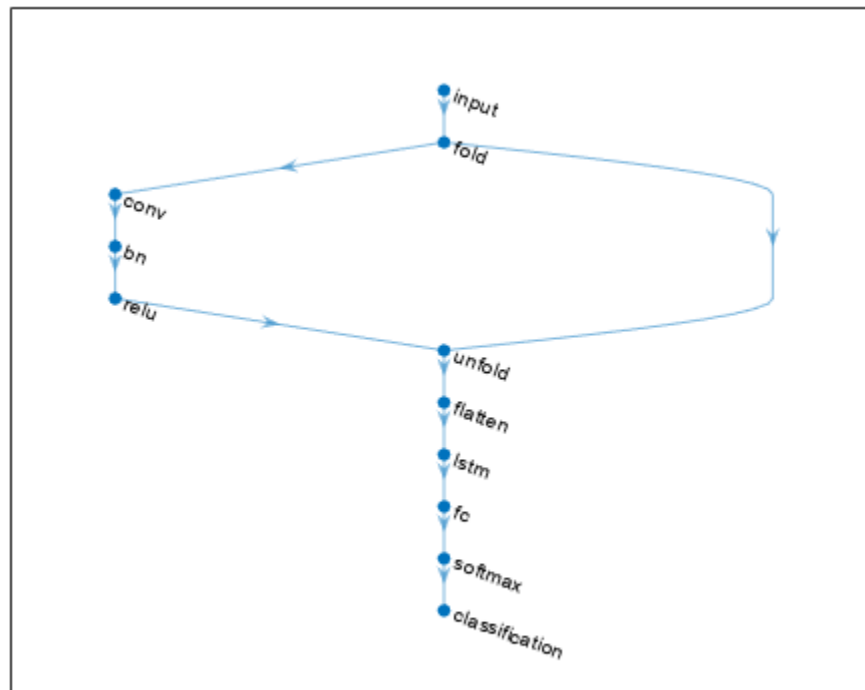 input
fold
conv
bn
relu
unfold
flatten
lstm
fc
softmax
classification